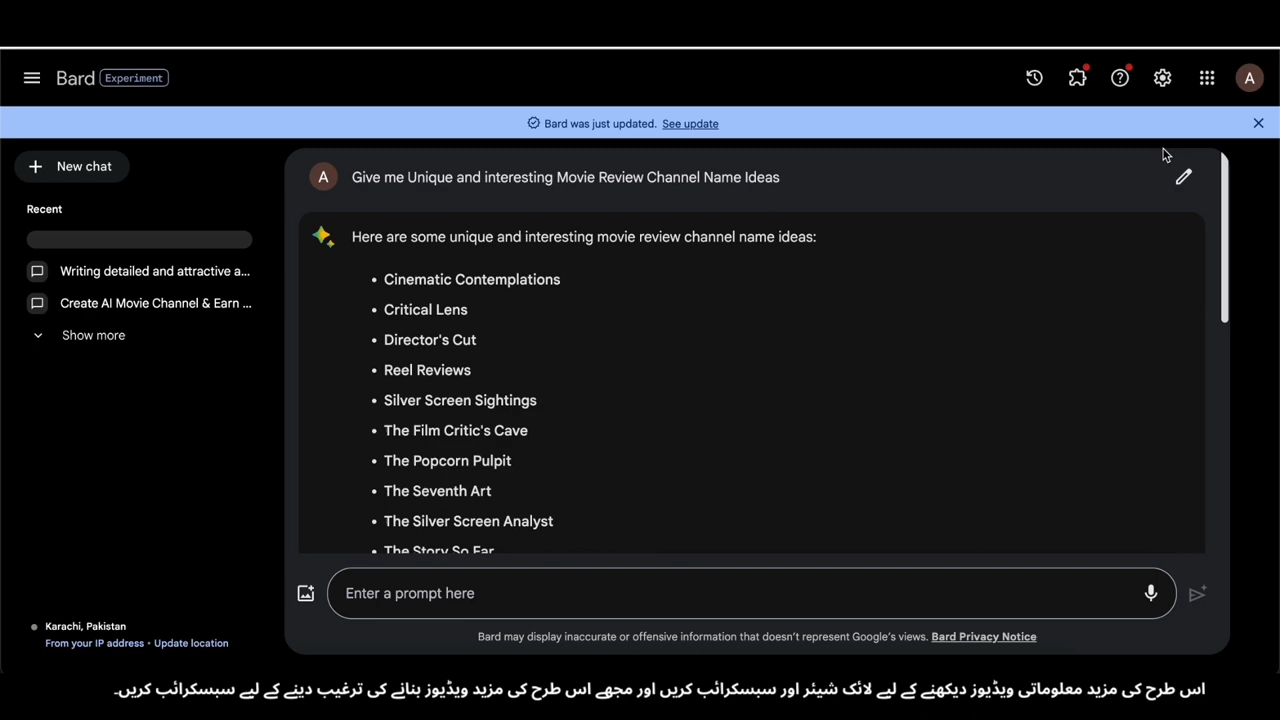 Bard Experiment
A
Bard was just updated. See update
New chat
Recent
Writing detailed and attractive a...
Create AI Movie Channel & Earn ...
Show more
A
Give me Unique and interesting Movie Review Channel Name Ideas
Here are some unique and interesting movie review channel name ideas:
• Cinematic Contemplations
• Critical Lens
• Director's Cut
• Reel Reviews
• Silver Screen Sightings
• The Film Critic's Cave
• The Popcorn Pulpit
• The Seventh Art
• The Silver Screen Analyst
• The Story So Far
Enter a prompt here
Bard may display inaccurate or offensive information that doesn't represent Google's views. Bard Privacy Notice
Karachi, Pakistan
From your IP address • Update location
اس طرح کی مزید معلوماتی ویڈیوز دیکھنے کے لیے لائک شیئر اور سبسکرائب کریں اور مجھے اس طرح کی مزید ویڈیوز بنانے کی ترغیب دینے کے لیے سبسکرائب کریں۔